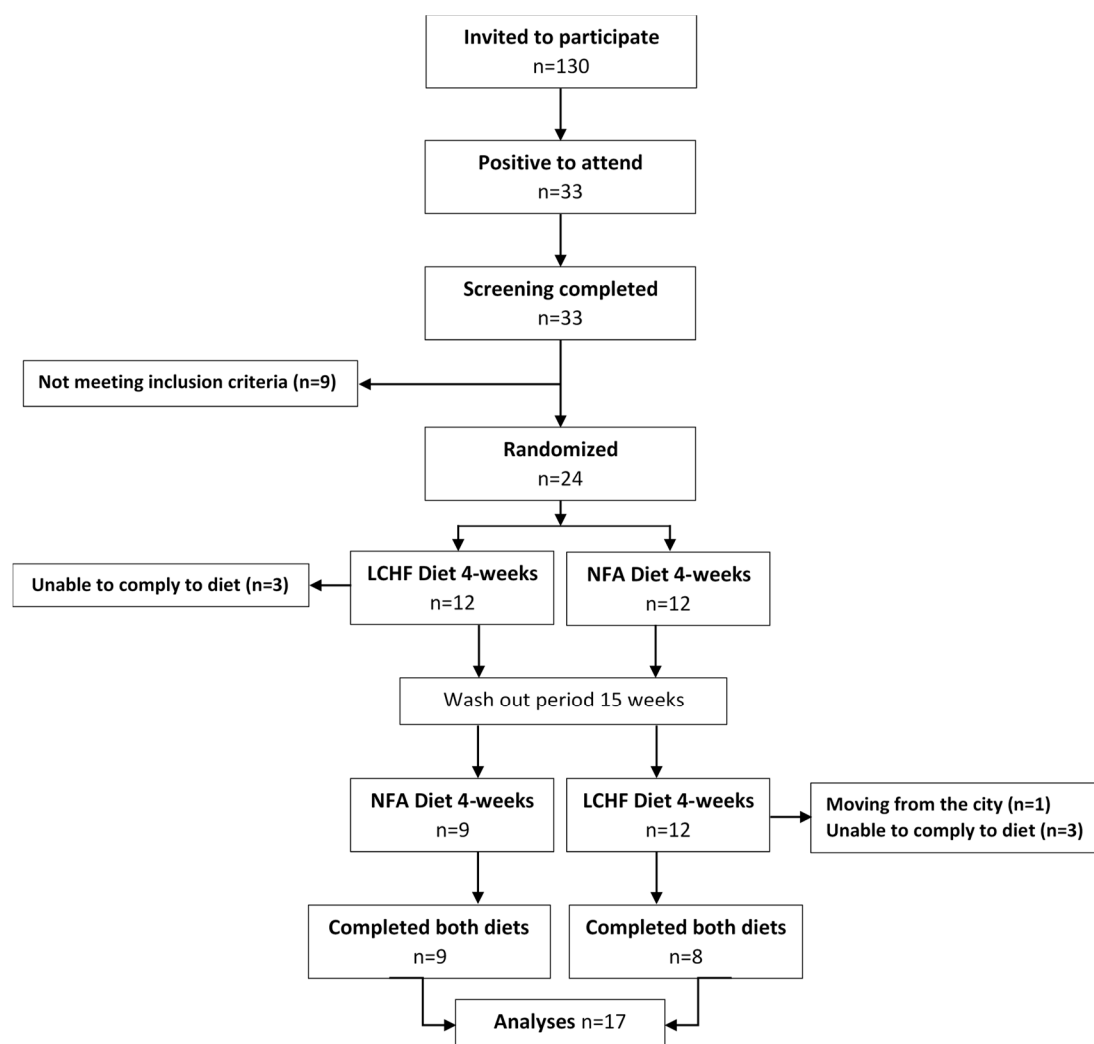 Invited to participate
n=130
Positive to attend
n=33
Screening completed
n=33
Not meeting inclusion criteria (n=9)
Randomized
n=24
Unable to comply to diet (n=3)
LCHF Diet 4-weeks
n=12
NFA Diet 4-weeks
n=12
Wash out period 15 weeks
NFA Diet 4-weeks
n=9
LCHF Diet 4-weeks
n=12
Moving from the city (n=1)
Unable to comply to diet (n=3)
Completed both diets
n=9
Completed both diets
n=8
Analyses n=17